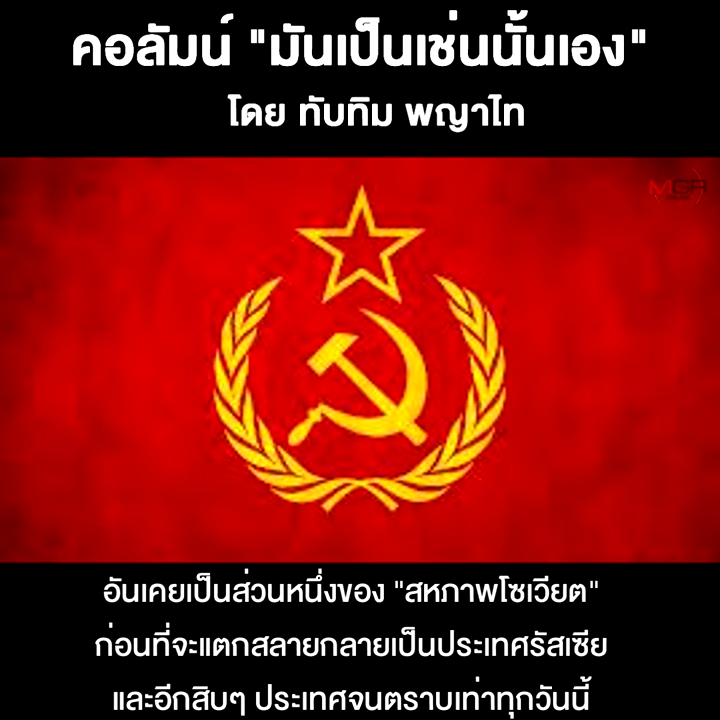 คอลัมน์ "มันเป็นเช่นนั้นเอง"
โดย ทับทิม พญาไท
MGR
อันเคยเป็นส่วนหนึ่งของ "สหภาพโซเวียต"
ก่อนที่จะแตกสลายกลายเป็นประเทศรัสเซีย
และอีกสิบๆ ประเทศจนตราบเท่าทุกวันนี้